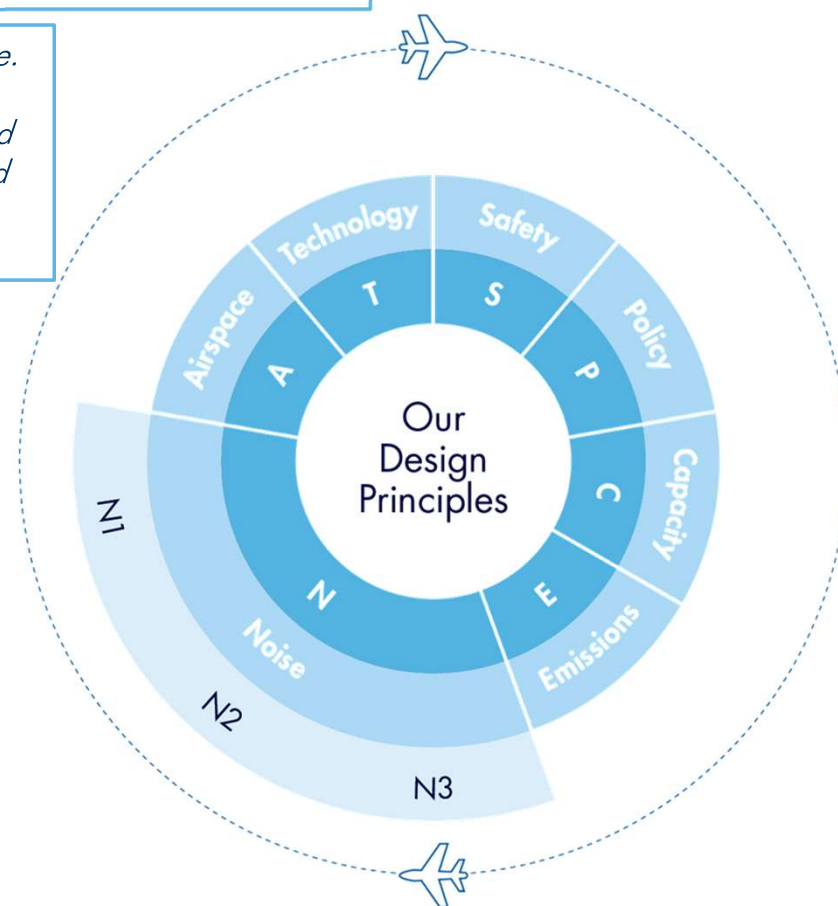 e.
d
d
Technology
Safety
Airspace
Policy
T
S
A
P
Our
Design
Principles
C
Capacity
N1
N
E
Noise
Emissions
N2
N3